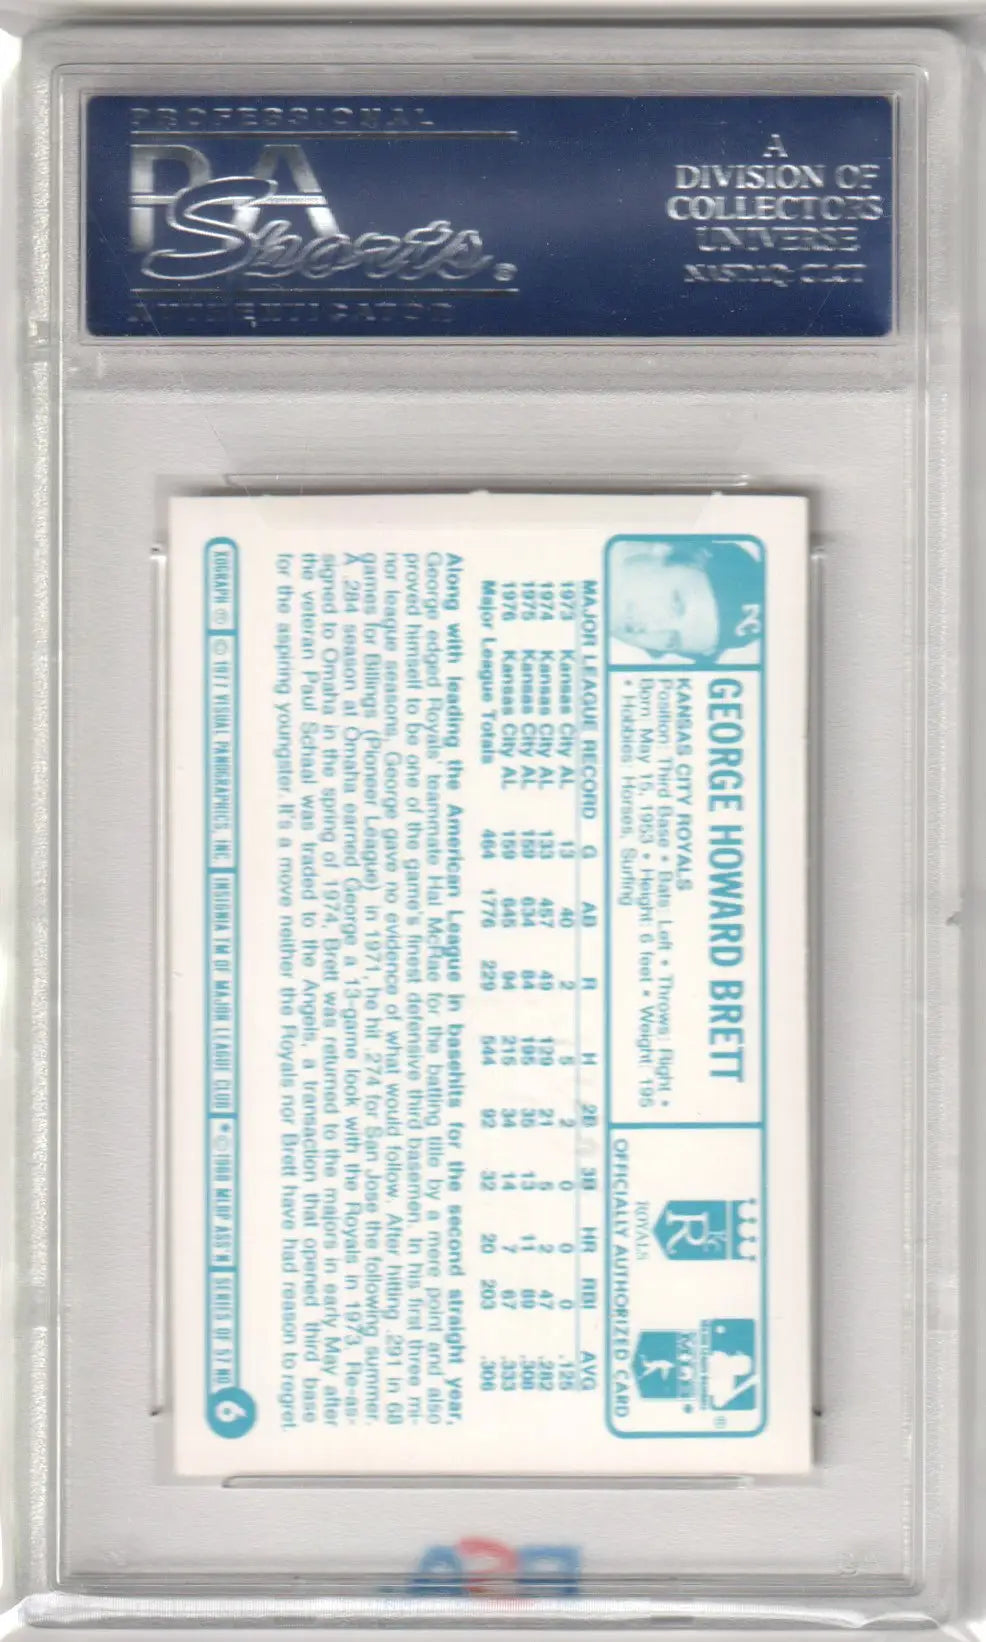 PROFESSIONAL
PSA
Sports®
AUTHENTICATOR
A
DIVISION OF
COLLECTORS
UNIVERSE
NASDAQ: CLCT
GEORGE HOWARD BRETT
KANSAS CITY ROYALS
Position: Third Base • Bats: Left • Throws: Right •
Born May 15, 1953 • Height: 6 feet • Weight: 195
• Hobbies: Horses, Surfing
KC
R
ROYALS
OFFICIALLY AUTHORIZED CARD
MAJOR LEAGUE RECORD G AB R H 2B 3B HR RBI AVG
1973 Kansas City AL 13 40 2 5 2 0 0 0 .125
1974 Kansas City AL 133 457 49 129 21 5 2 47 .282
1975 Kansas City AL 159 634 84 195 35 13 11 89 .308
1976 Kansas City AL 159 645 94 215 34 14 7 67 .333
Major League Totals 464 1776 229 544 92 32 20 203 .306
Along with leading the American League in basehits for the second straight year,
George edged Royals' teammate Hal McRae for the batting title by a mere point and also
proved himself to be one of the game's finest defensive third basemen. In his first three mi-
nor league seasons, George gave no evidence of what would follow. After hitting .291 in 68
games for Billings (Pioneer League) in 1971, he hit .274 for San Jose the following summer.
A .284 season at Omaha earned George a 13-game look with the Royals in 1973. Re-as-
signed to Omaha in the spring of 1974, Brett was returned to the majors in early May after
the veteran Paul Schaal was traded to the Angels, a transaction that opened third base
for the aspiring youngster. It's a move neither the Royals nor Brett have had reason to regret.
XOGRAPH ® © 1977 VISUAL PANOGRAPHICS, INC. INSIGNIA TM OF MAJOR LEAGUE CLUB • © 1969 MLBP ASS'N SERIES OF 57 NO. 6
PSA